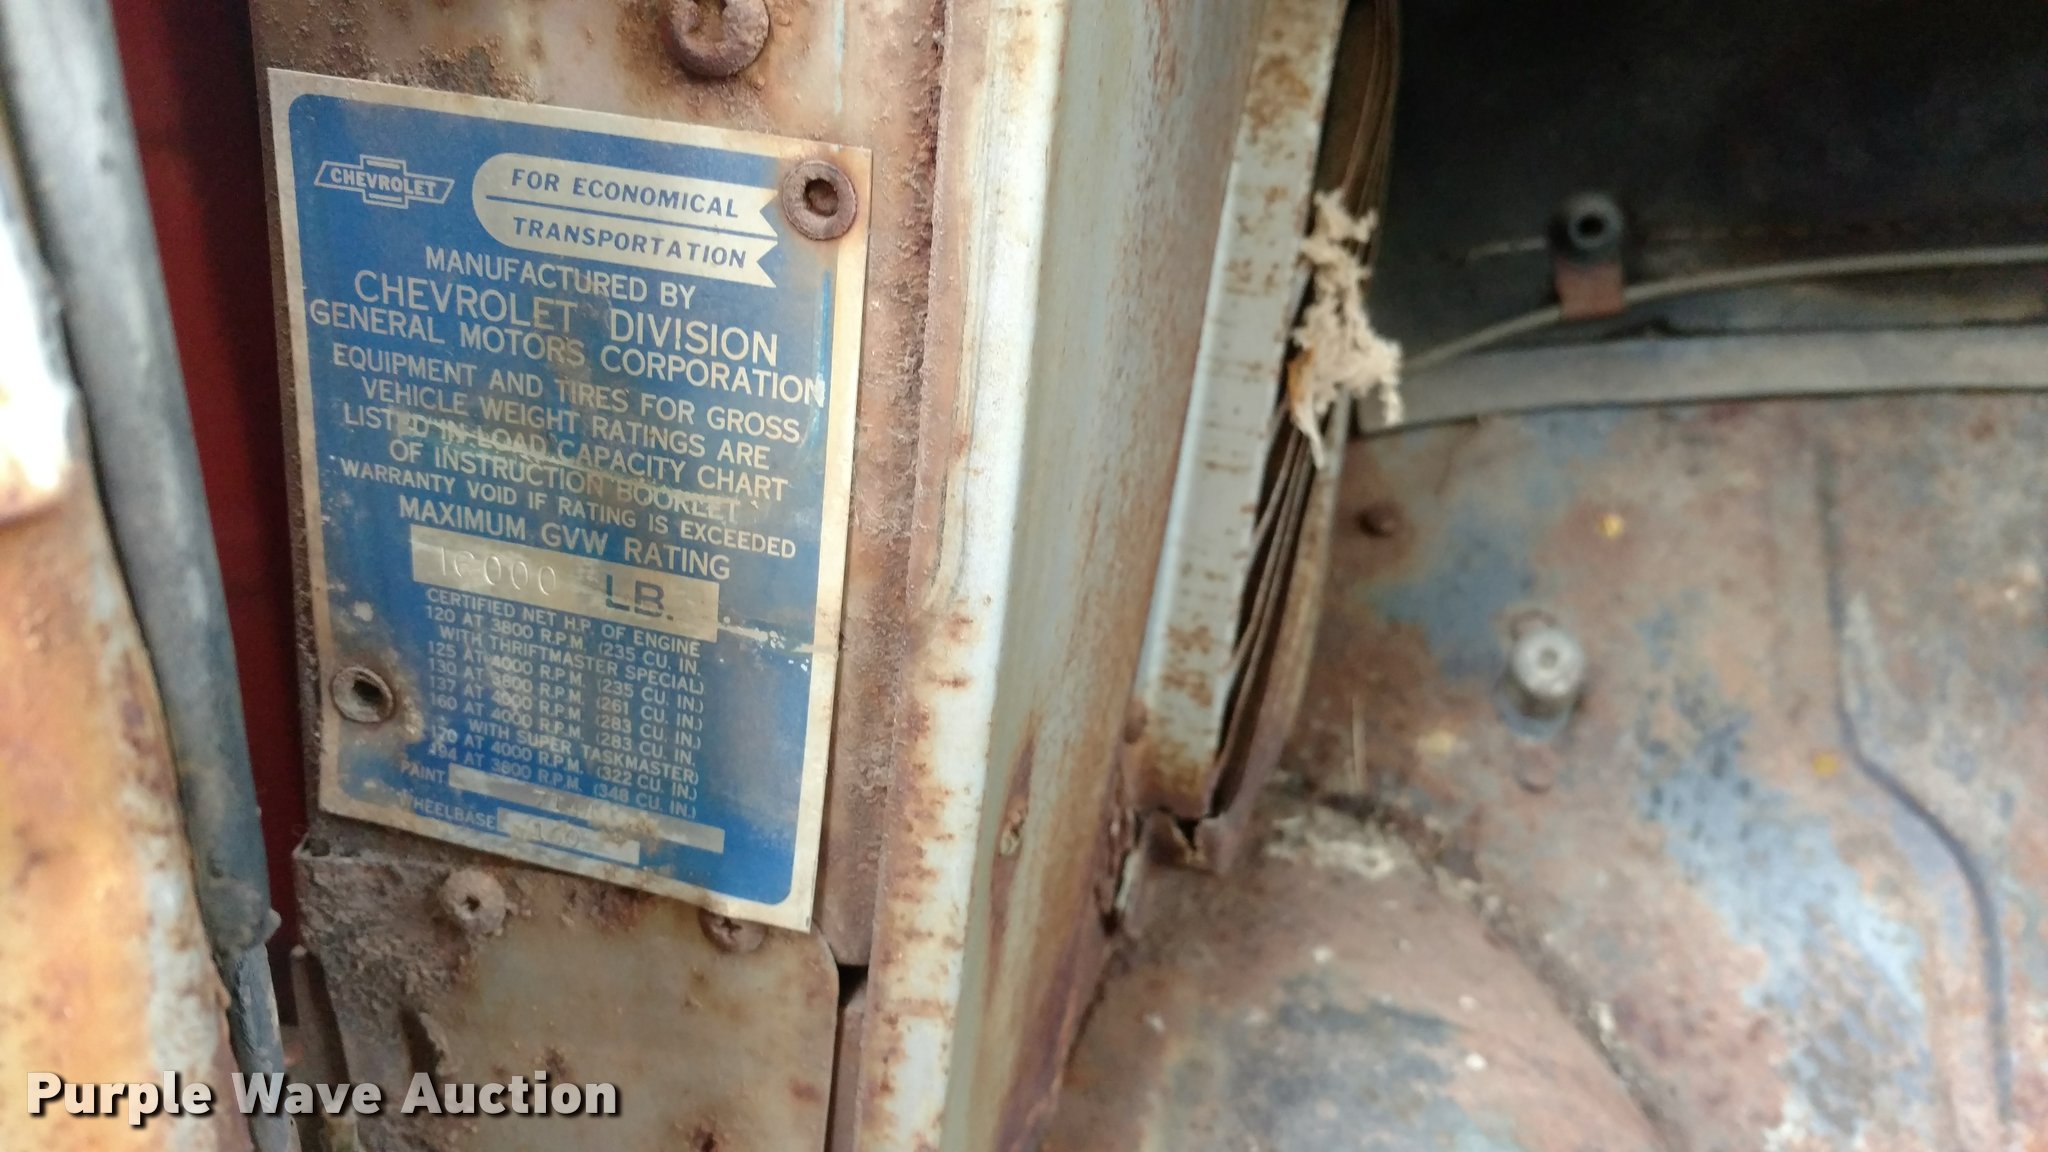 CHEVROLET
FOR ECONOMICAL
TRANSPORTATION
MANUFACTURED BY
CHEVROLET DIVISION
GENERAL MOTORS CORPORATION
EQUIPMENT AND TIRES FOR GROSS
VEHICLE WEIGHT RATINGS ARE
LISTED IN LOAD CAPACITY CHART
OF INSTRUCTION BOOKLET
WARRANTY VOID IF RATING IS EXCEEDED
MAXIMUM GVW RATING
LB.
CERTIFIED NET H.P. OF ENGINE
120 AT 3800 R.P.M. (235 CU. IN.
WITH THRIFTMASTER SPECIAL)
125 AT 4000 R.P.M. (235 CU. IN.)
130 AT 3800 R.P.M. (261 CU. IN.)
137 AT 4000 R.P.M. (283 CU. IN.)
160 AT 4000 R.P.M. (283 CU. IN.
WITH SUPER TASKMASTER)
AT 4000 R.P.M. (322 CU. IN.)
AT 3800 R.P.M. (348 CU. IN.)
PAINT
WHEELBASE
Purple Wave Auction